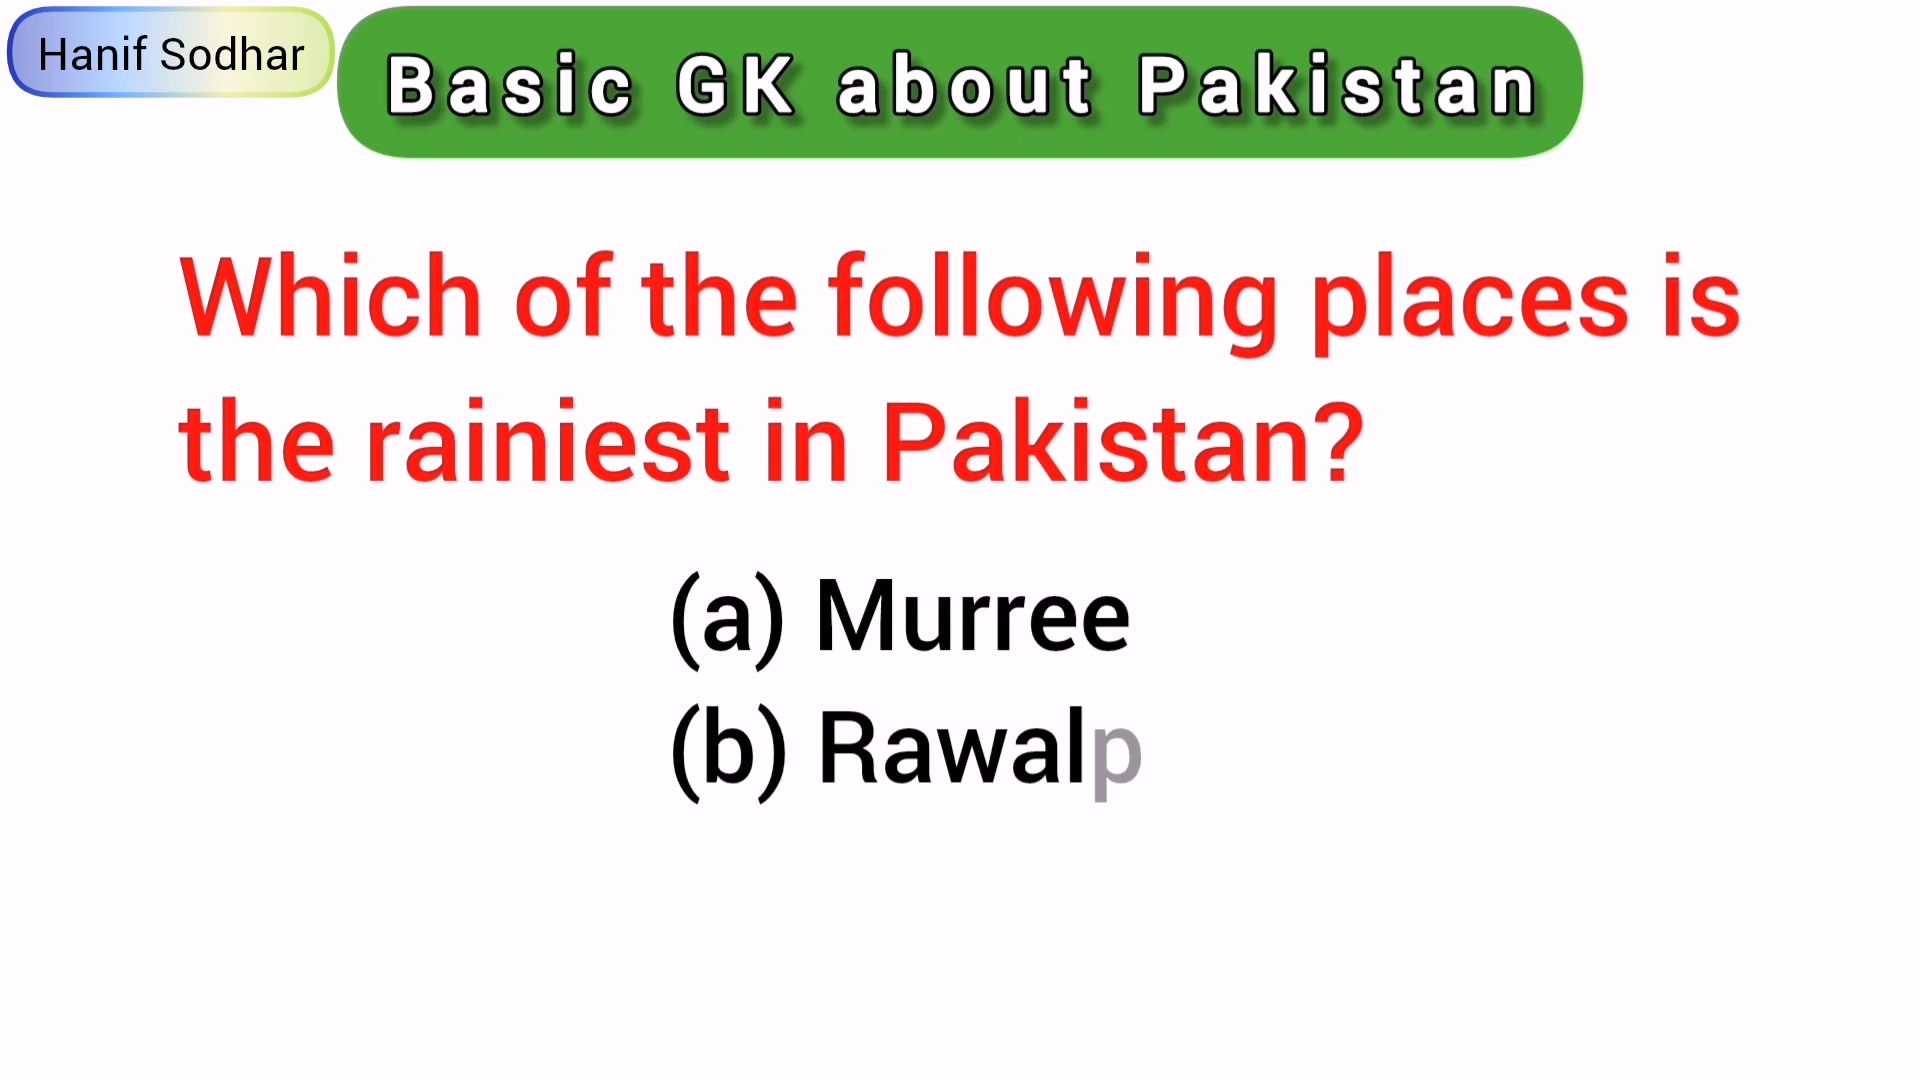 Hanif Sodhar
Basic GK about Pakistan
Which of the following places is
the rainiest in Pakistan?
(a) Murree
(b) Rawalp